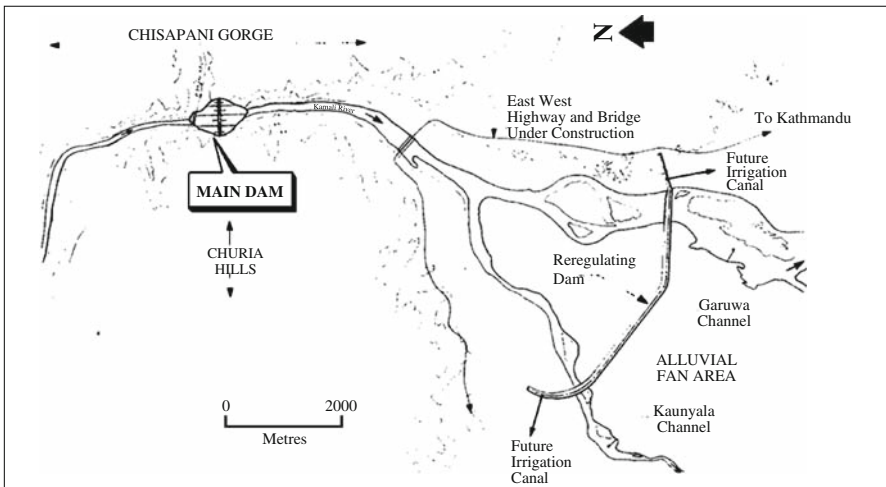 CHISAPANI GORGE
N
Karnali River
East West
Highway and Bridge
Under Construction
To Kathmandu
Future
Irrigation
Canal
MAIN DAM
CHURIA
HILLS
Reregulating
Dam
Garuwa
Channel
ALLUVIAL
FAN AREA
Kaunyala
Channel
0 2000
Metres
Future
Irrigation
Canal